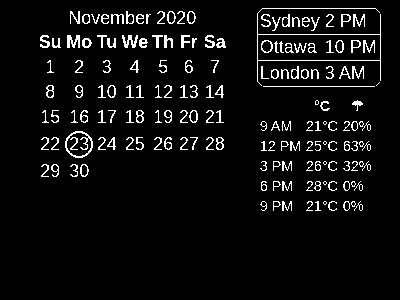 November 2020
Su Mo Tu We Th Fr Sa
1 2 3 4 5 6 7
8 9 10 11 12 13 14
15 16 17 18 19 20 21
22 23 24 25 26 27 28
29 30
Sydney 2 PM
Ottawa 10 PM
London 3 AM
°C ☂
9 AM 21°C 20%
12 PM 25°C 63%
3 PM 26°C 32%
6 PM 28°C 0%
9 PM 21°C 0%